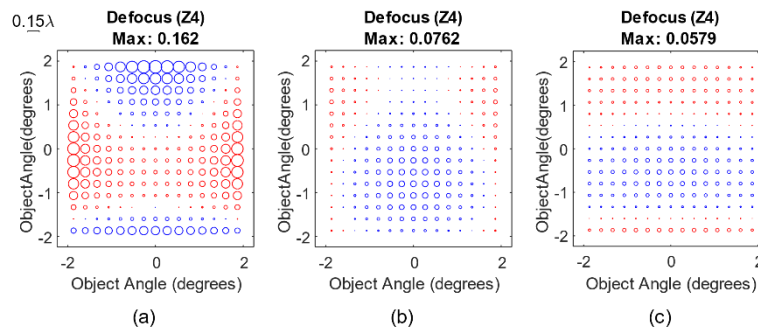 0.15λ
Defocus (Z4)
Max: 0.162
2
1
0
-1
-2
ObjectAngle(degrees)
-2
0
2
Object Angle (degrees)
(a)
Defocus (Z4)
Max: 0.0762
2
1
0
-1
-2
ObjectAngle(degrees)
-2
0
2
Object Angle (degrees)
(b)
Defocus (Z4)
Max: 0.0579
2
1
0
-1
-2
ObjectAngle(degrees)
-2
0
2
Object Angle (degrees)
(c)